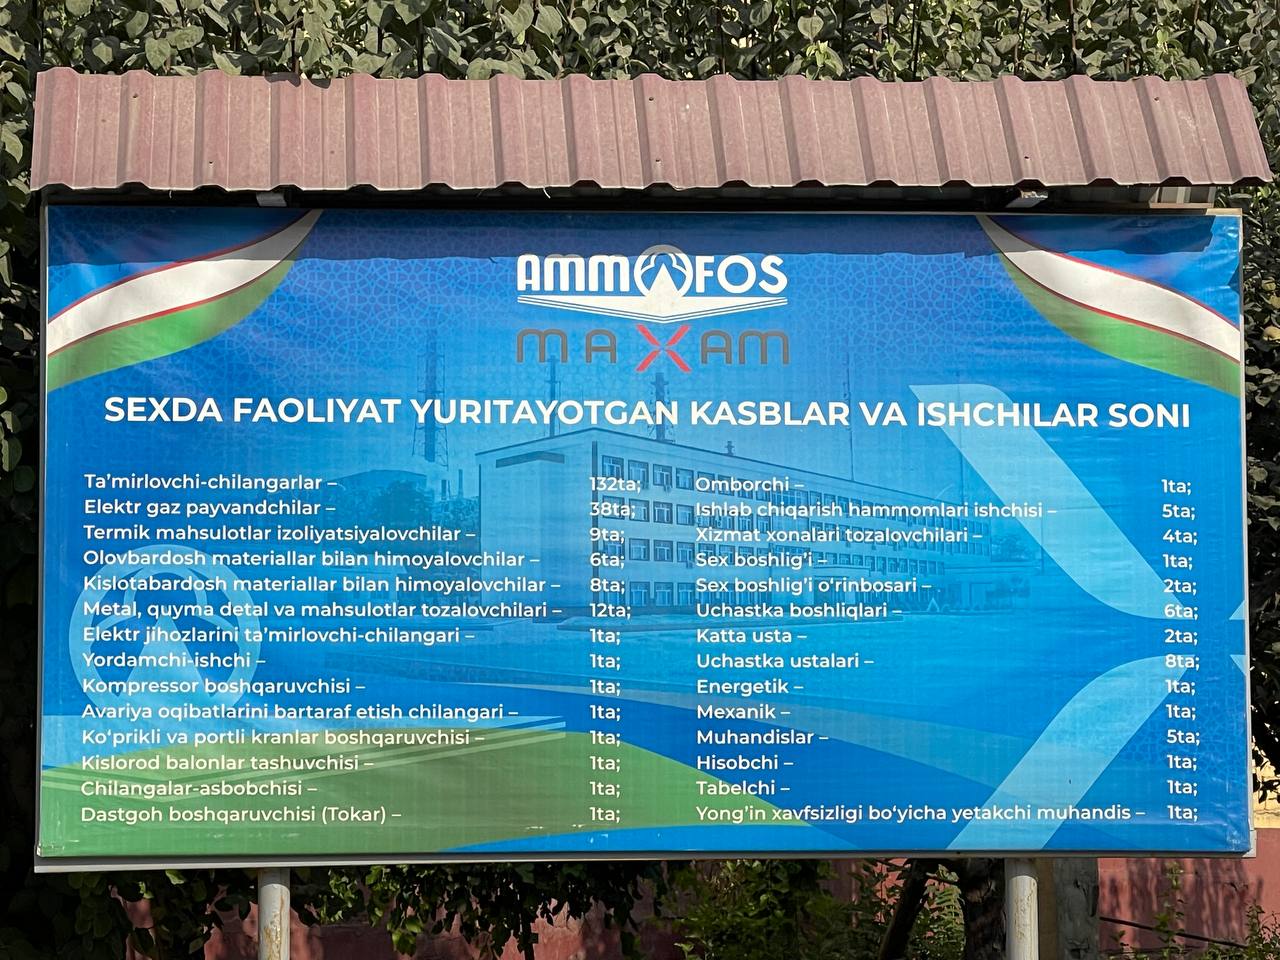 AMMOFOS
MAXAM
SEXDA FAOLIYAT YURITAYOTGAN KASBLAR VA ISHCHILAR SONI
Ta'mirlovchi-chilangarlar – 132ta;
Elektr gaz payvandchilar – 38ta;
Termik mahsulotlar izoliyatsiyalovchilar – 9ta;
Olovbardosh materiallar bilan himoyalovchilar – 6ta;
Kislotabardosh materiallar bilan himoyalovchilar – 8ta;
Metal, quyma detal va mahsulotlar tozalovchilari – 12ta;
Elektr jihozlarini ta'mirlovchi-chilangari – 1ta;
Yordamchi-ishchi – 1ta;
Kompressor boshqaruvchisi – 1ta;
Avariya oqibatlarini bartaraf etish chilangari – 1ta;
Ko‘prikli va portli kranlar boshqaruvchisi – 1ta;
Kislorod balonlar tashuvchisi – 1ta;
Chilangalar-asbobchisi – 1ta;
Dastgoh boshqaruvchisi (Tokar) – 1ta;
Omborchi – 1ta;
Ishlab chiqarish hammomlari ishchisi – 5ta;
Xizmat xonalari tozalovchilari – 4ta;
Sex boshlig'i – 1ta;
Sex boshlig'i o‘rinbosari – 2ta;
Uchastka boshliqlari – 6ta;
Katta usta – 2ta;
Uchastka ustalari – 8ta;
Energetik – 1ta;
Mexanik – 1ta;
Muhandislar – 5ta;
Hisobchi – 1ta;
Tabelchi – 1ta;
Yong'in xavfsizligi bo‘yicha yetakchi muhandis – 1ta;